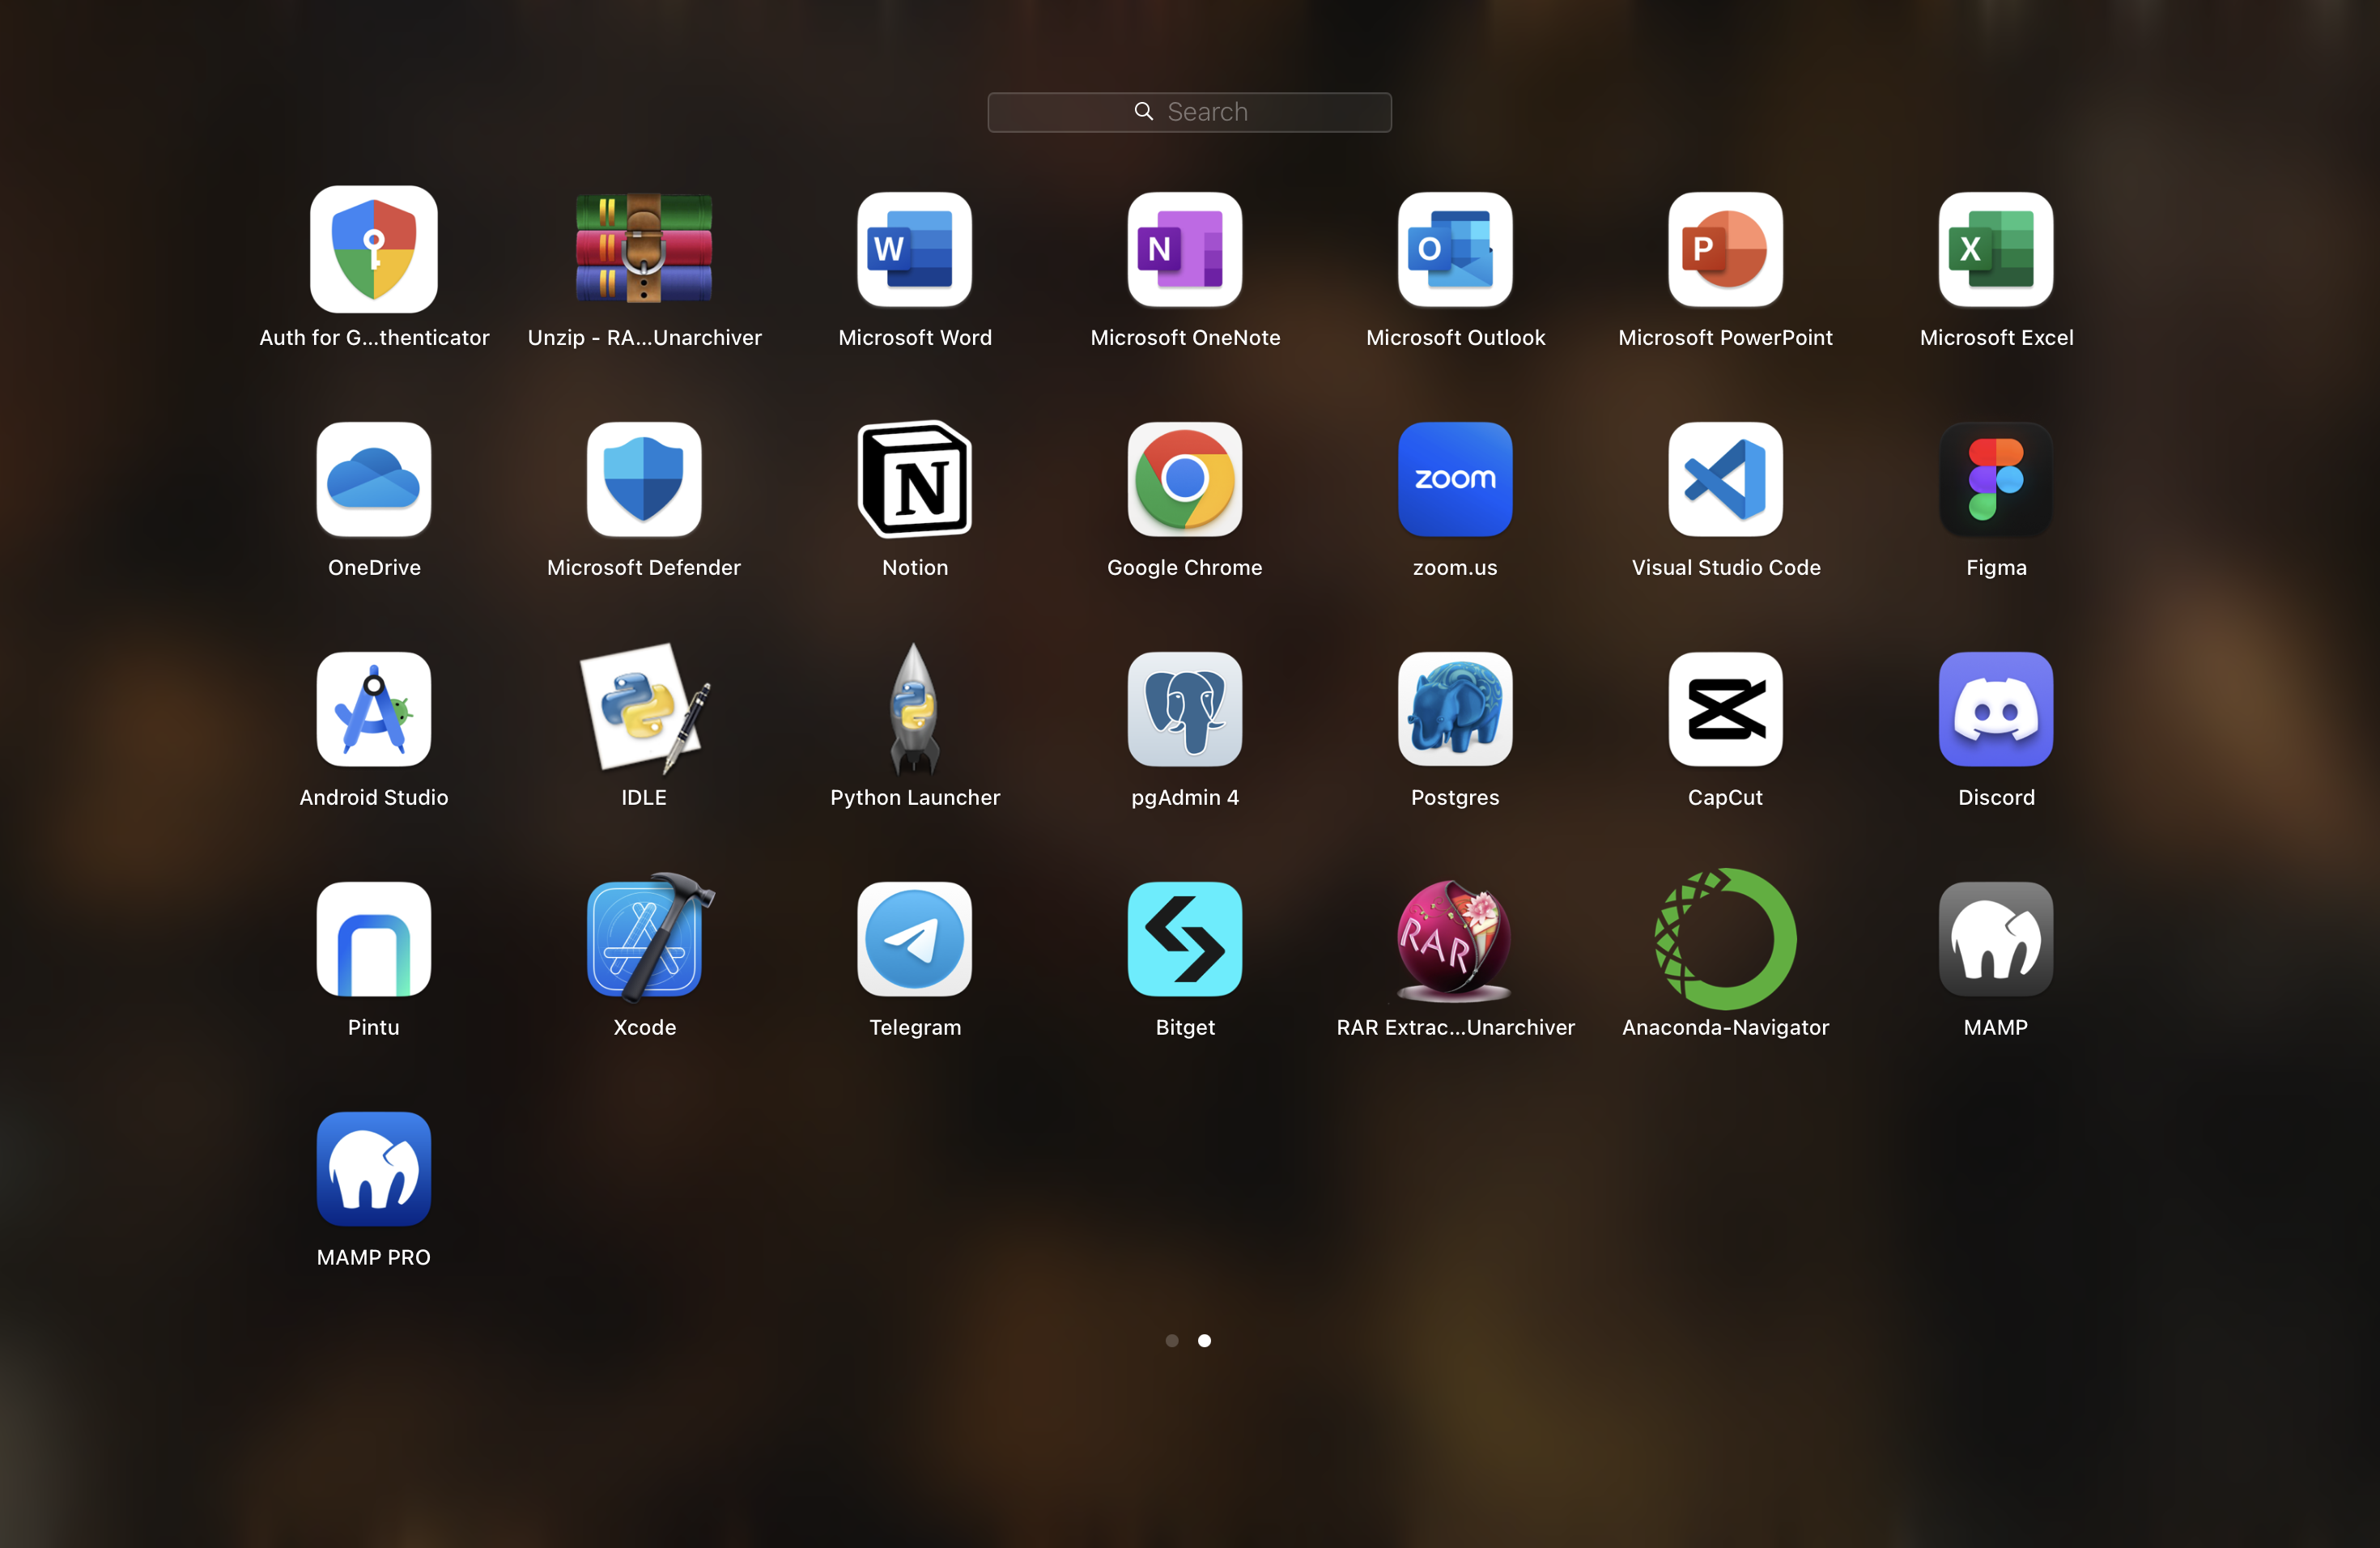 Search
Auth for G...thenticator
Unzip - RA...Unarchiver
W
Microsoft Word
N
Microsoft OneNote
O
Microsoft Outlook
P
Microsoft PowerPoint
X
Microsoft Excel
OneDrive
Microsoft Defender
N
Notion
Google Chrome
zoom
zoom.us
Visual Studio Code
Figma
Android Studio
IDLE
Python Launcher
pgAdmin 4
Postgres
CapCut
Discord
Pintu
Xcode
Telegram
Bitget
RAR
RAR Extrac...Unarchiver
Anaconda-Navigator
MAMP
MAMP PRO